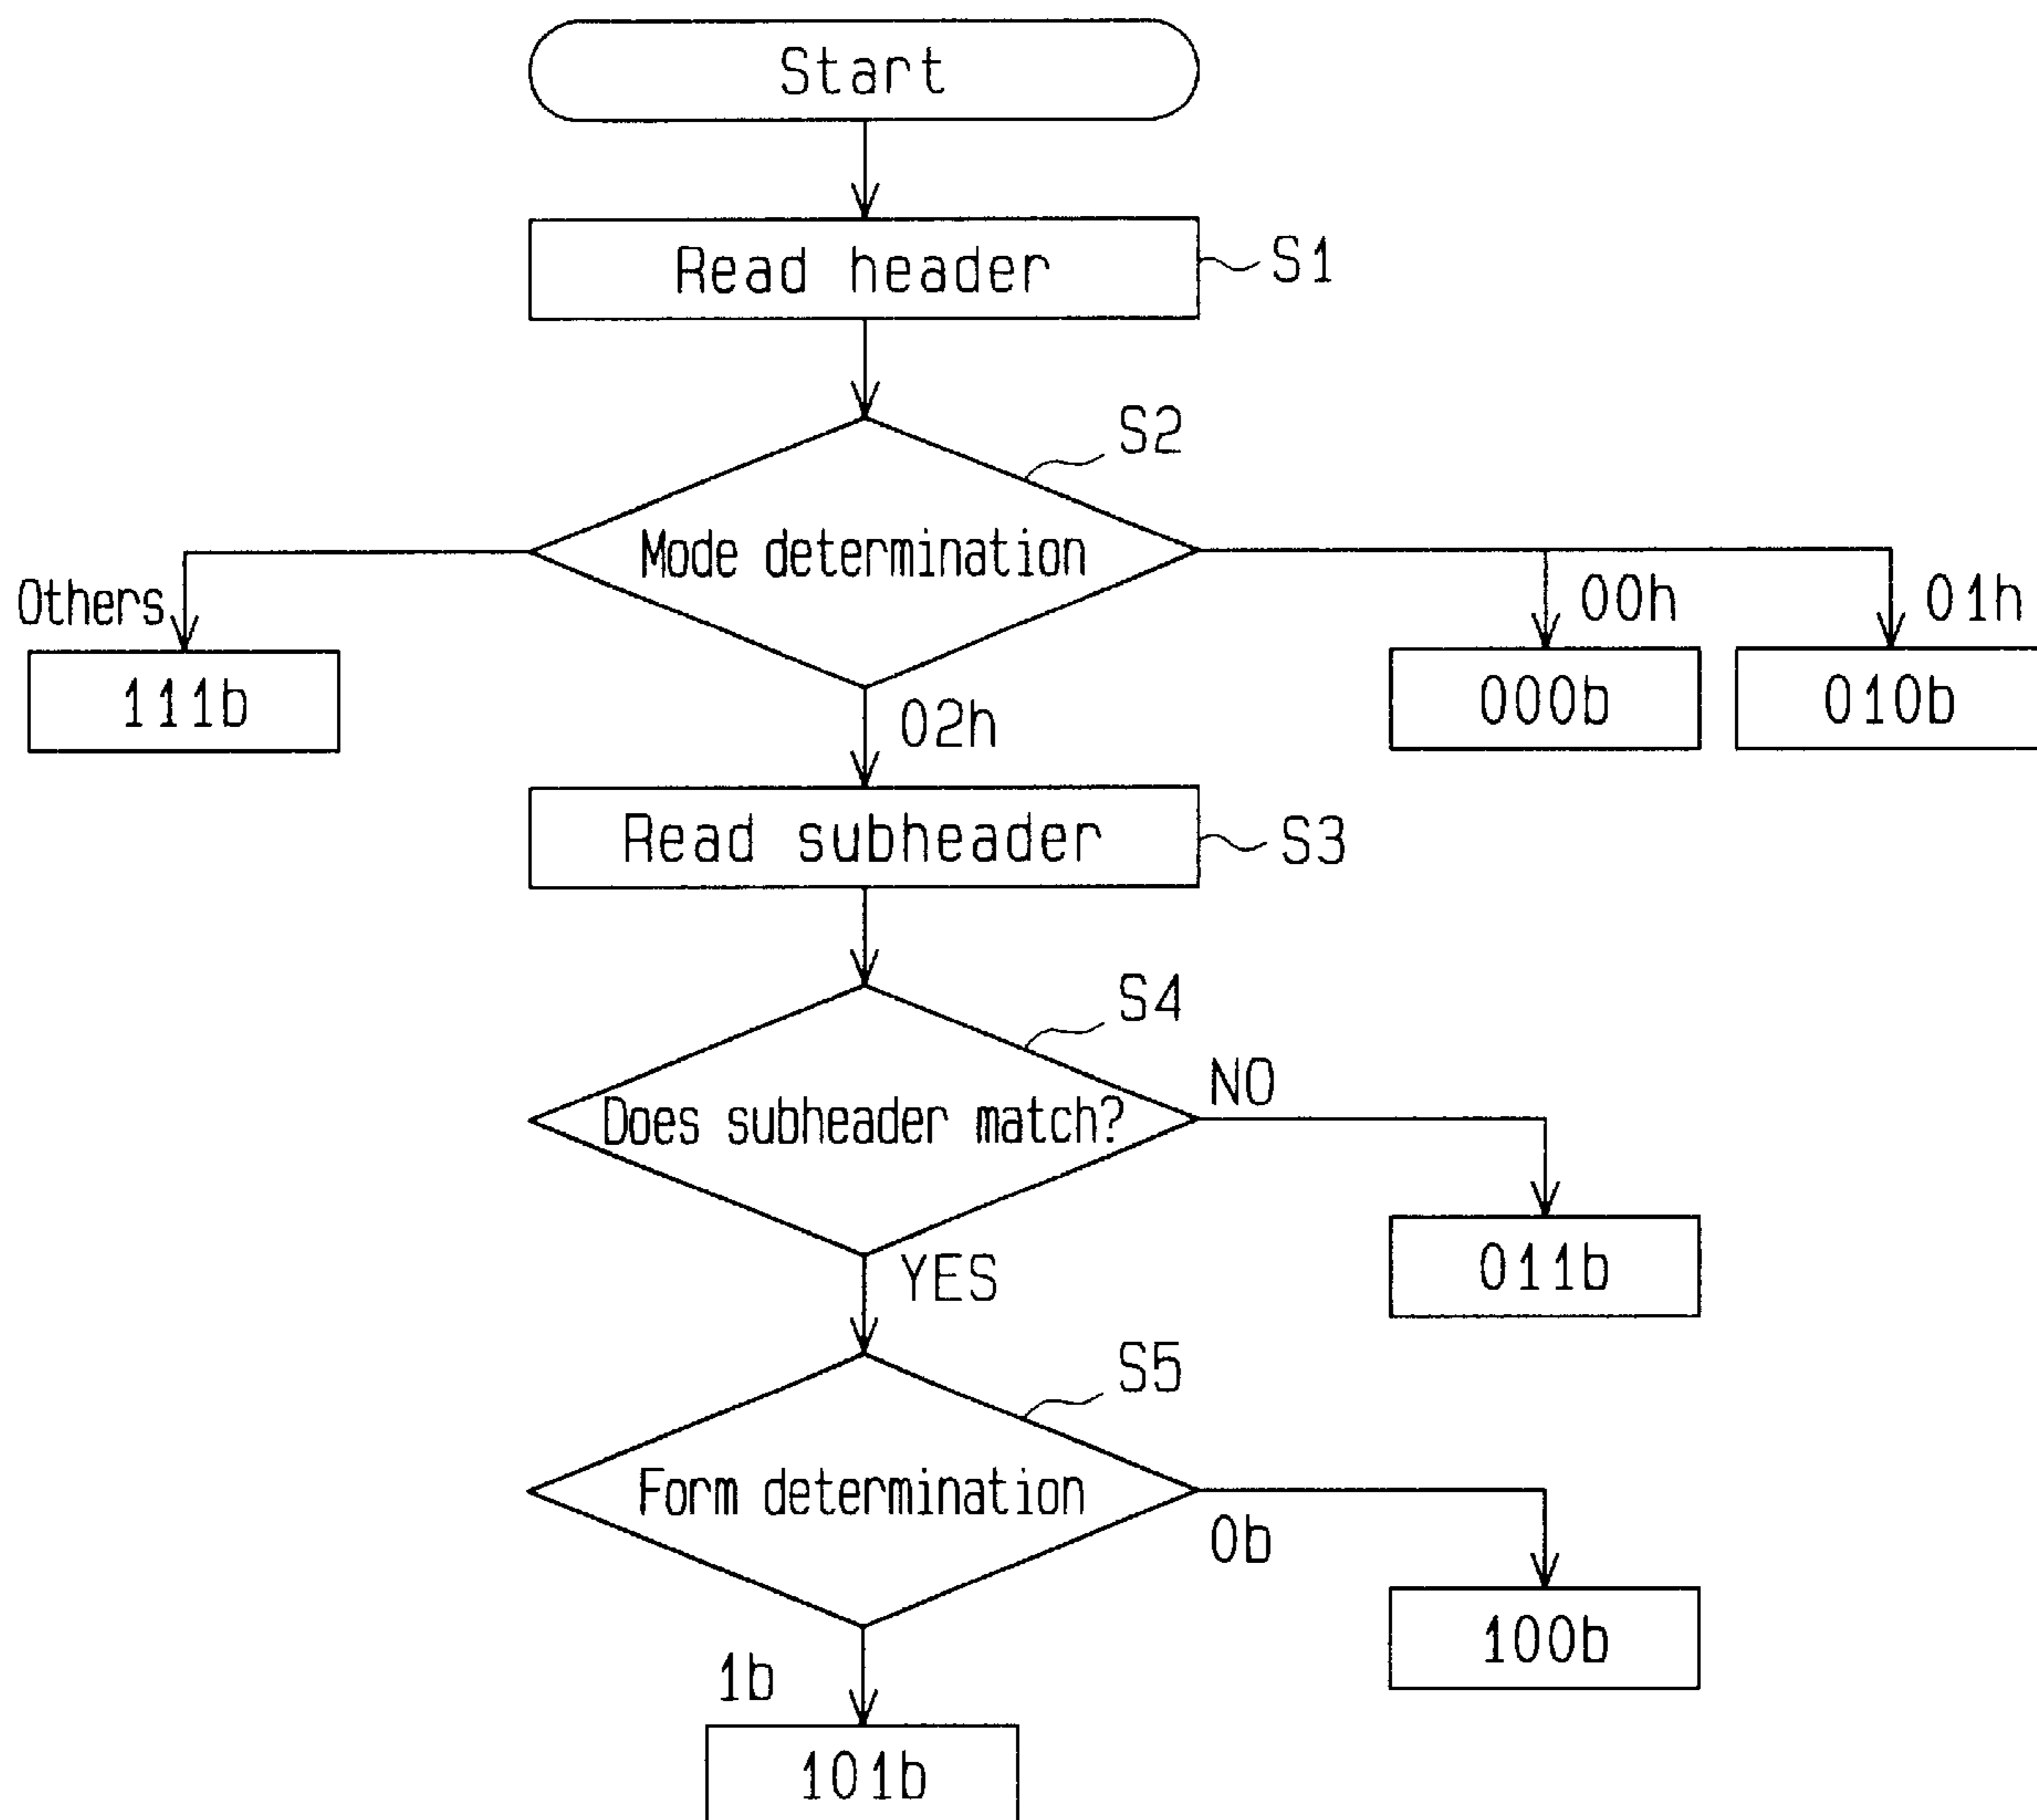 Start
Read header
S1
S2
Mode determination
Others
00h
01h
111b
000b
010b
02h
Read subheader
S3
S4
Does subheader match?
NO
011b
YES
S5
Form determination
0b
100b
1b
101b